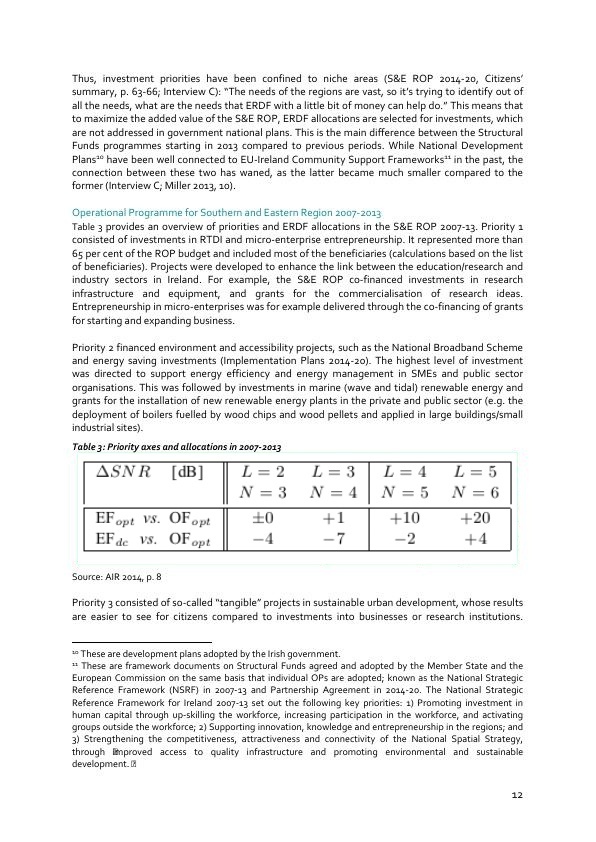 Thus, investment priorities have been confined to niche areas (S&E ROP 2014-20, Citizens'
summary, p. 63-66; Interview C): “The needs of the regions are vast, so it's trying to identify out of
all the needs, what are the needs that ERDF with a little bit of money can help do.” This means that
to maximize the added value of the S&E ROP, ERDF allocations are selected for investments, which
are not addressed in government national plans. This is the main difference between the Structural
Funds programmes starting in 2013 compared to previous periods. While National Development
Plans¹⁰ have been well connected to EU-Ireland Community Support Frameworks¹¹ in the past, the
connection between these two has waned, as the latter became much smaller compared to the
former (Interview C; Miller 2013, 10).
Operational Programme for Southern and Eastern Region 2007-2013
Table 3 provides an overview of priorities and ERDF allocations in the S&E ROP 2007-13. Priority 1
consisted of investments in RTDI and micro-enterprise entrepreneurship. It represented more than
65 per cent of the ROP budget and included most of the beneficiaries (calculations based on the list
of beneficiaries). Projects were developed to enhance the link between the education/research and
industry sectors in Ireland. For example, the S&E ROP co-financed investments in research
infrastructure and equipment, and grants for the commercialisation of research ideas.
Entrepreneurship in micro-enterprises was for example delivered through the co-financing of grants
for starting and expanding business.
Priority 2 financed environment and accessibility projects, such as the National Broadband Scheme
and energy saving investments (Implementation Plans 2014-20). The highest level of investment
was directed to support energy efficiency and energy management in SMEs and public sector
organisations. This was followed by investments in marine (wave and tidal) renewable energy and
grants for the installation of new renewable energy plants in the private and public sector (e.g. the
deployment of boilers fuelled by wood chips and wood pellets and applied in large buildings/small
industrial sites).
Table 3: Priority axes and allocations in 2007-2013
ΔSNR [dB] L = 2 L = 3 L = 4 L = 5
N = 3 N = 4 N = 5 N = 6
EF_opt vs. OF_opt ±0 +1 +10 +20
EF_dc vs. OF_opt −4 −7 −2 +4
Source: AIR 2014, p. 8
Priority 3 consisted of so-called “tangible” projects in sustainable urban development, whose results
are easier to see for citizens compared to investments into businesses or research institutions.
¹⁰ These are development plans adopted by the Irish government.
¹¹ These are framework documents on Structural Funds agreed and adopted by the Member State and the
European Commission on the same basis that individual OPs are adopted; known as the National Strategic
Reference Framework (NSRF) in 2007-13 and Partnership Agreement in 2014-20. The National Strategic
Reference Framework for Ireland 2007-13 set out the following key priorities: 1) Promoting investment in
human capital through up-skilling the workforce, increasing participation in the workforce, and activating
groups outside the workforce; 2) Supporting innovation, knowledge and entrepreneurship in the regions; and
3) Strengthening the competitiveness, attractiveness and connectivity of the National Spatial Strategy,
through improved access to quality infrastructure and promoting environmental and sustainable
development.
12